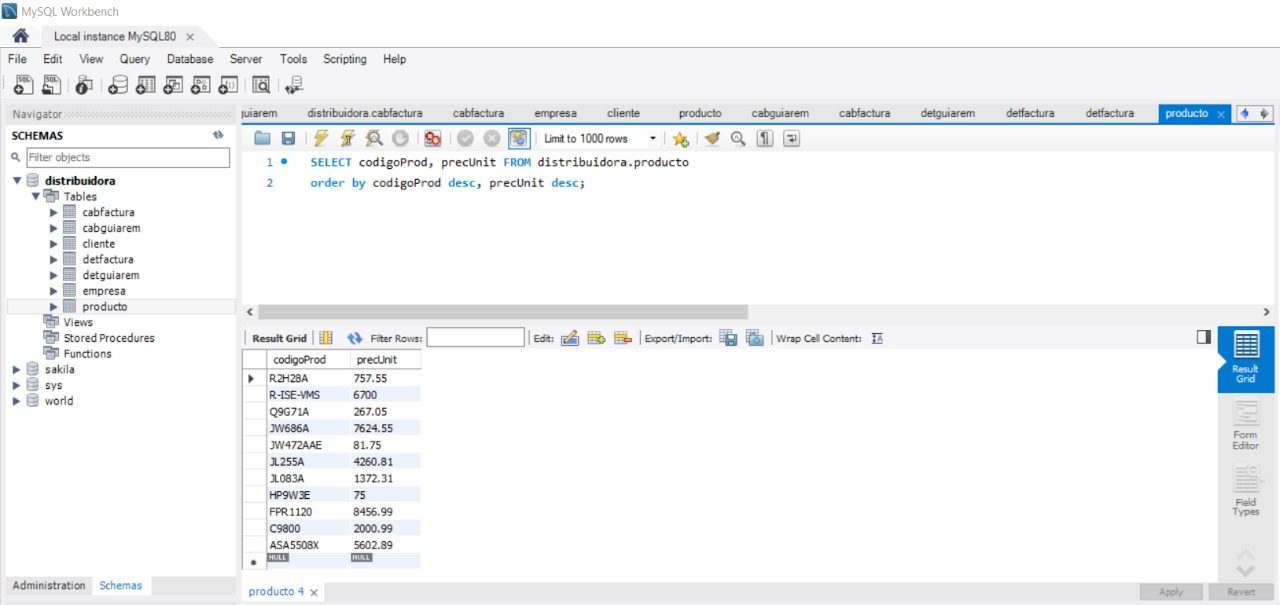 MySQL Workbench
Local instance MySQL80
File Edit View Query Database Server Tools Scripting Help
Navigator
SCHEMAS
Filter objects
distribuidora
Tables
cabfactura
cabguiarem
cliente
detfactura
detguiarem
empresa
producto
Views
Stored Procedures
Functions
sakila
sys
world
Administration Schemas
guiarem distribuidora.cabfactura cabfactura empresa cliente producto cabguiarem cabfactura detguiarem detfactura detfactura producto
Limit to 1000 rows
1 SELECT codigoProd, precUnit FROM distribuidora.producto
2 order by codigoProd desc, precUnit desc;
Result Grid Filter Rows: Edit: Export/Import: Wrap Cell Content:
codigoProd precUnit
R2H28A 757.55
R-ISE-VMS 6700
Q9G71A 267.05
JW686A 7624.55
JW472AAE 81.75
JL255A 4260.81
JL083A 1372.31
HP9W3E 75
FPR1120 8456.99
C9800 2000.99
ASA5508X 5602.89
NULL NULL
Result
Grid
Form
Editor
Field
Types
producto 4
Apply Revert